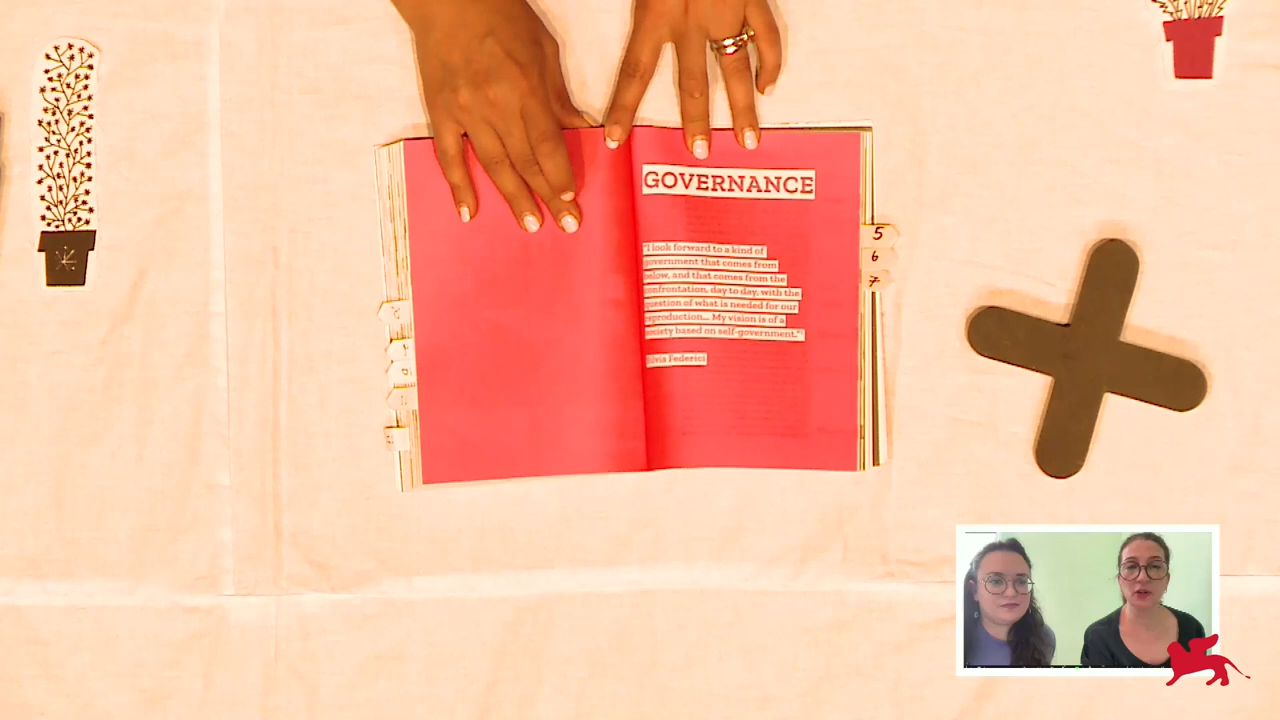 GOVERNANCE
"I look forward to a kind of
government that comes from
below, and that comes from the
confrontation, day to day, with the
question of what is needed for our
reproduction... My vision is of a
society based on self-government."
Silvia Federici
5
6
7